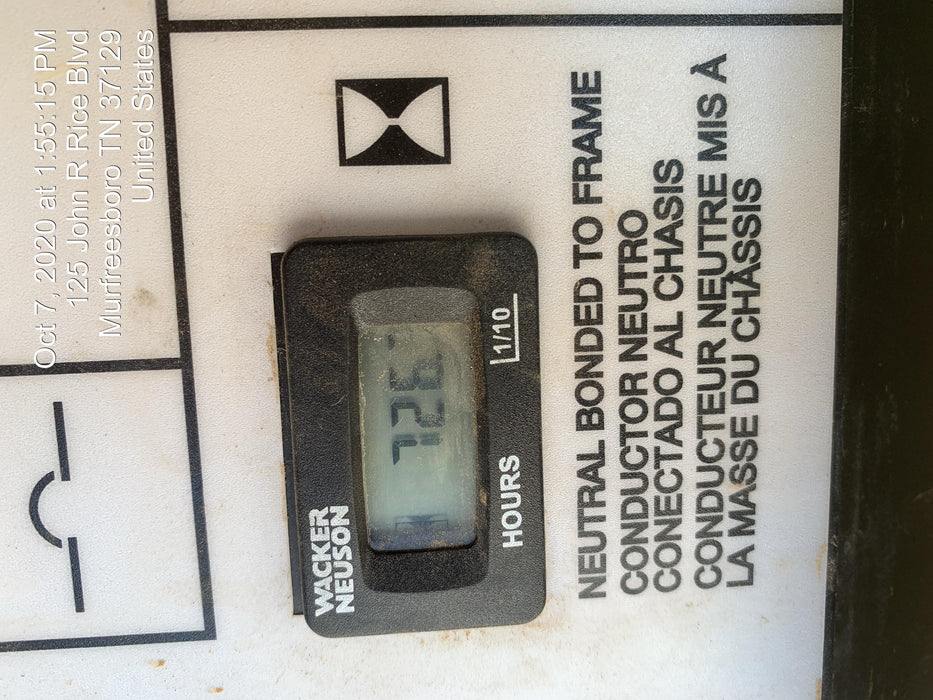 Oct 7, 2020 at 1:55:15 PM
125 John R Rice Blvd
Murfreesboro TN 37129
United States
WACKER
NEUSON
HOURS
1/10
NEUTRAL BONDED TO FRAME
CONDUCTOR NEUTRO
CONECTADO AL CHASIS
CONDUCTEUR NEUTRE MIS À
LA MASSE DU CHÂSSIS